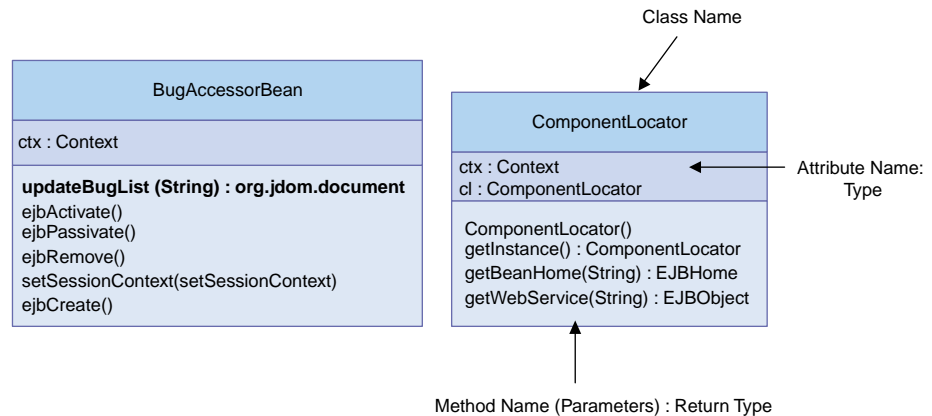 Class Name
BugAccessorBean
ctx : Context
updateBugList (String) : org.jdom.document
ejbActivate()
ejbPassivate()
ejbRemove()
setSessionContext(setSessionContext)
ejbCreate()
ComponentLocator
ctx : Context
cl : ComponentLocator
ComponentLocator()
getInstance() : ComponentLocator
getBeanHome(String) : EJBHome
getWebService(String) : EJBObject
Attribute Name:
Type
Method Name (Parameters) : Return Type